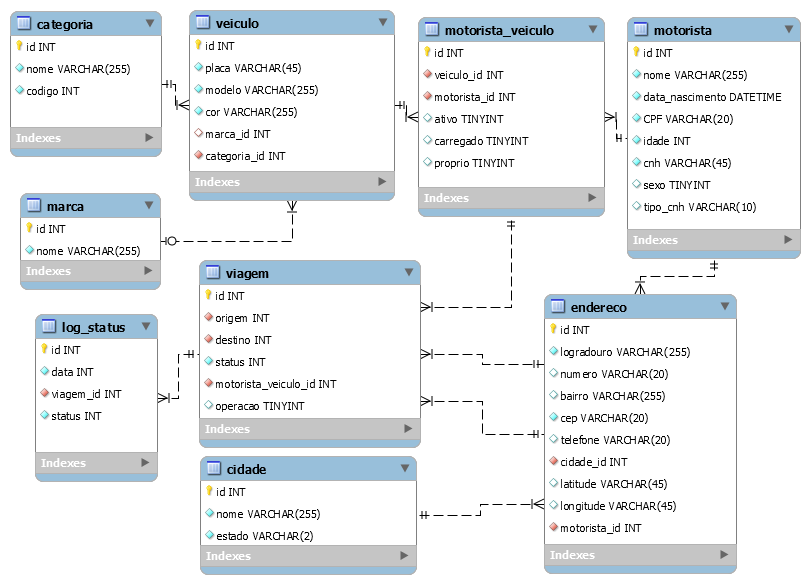 categoria
id INT
nome VARCHAR(255)
codigo INT
Indexes
veiculo
id INT
placa VARCHAR(45)
modelo VARCHAR(255)
cor VARCHAR(255)
marca_id INT
categoria_id INT
Indexes
motorista_veiculo
id INT
veiculo_id INT
motorista_id INT
ativo TINYINT
carregado TINYINT
proprio TINYINT
Indexes
motorista
id INT
nome VARCHAR(255)
data_nascimento DATETIME
CPF VARCHAR(20)
idade INT
cnh VARCHAR(45)
sexo TINYINT
tipo_cnh VARCHAR(10)
Indexes
marca
id INT
nome VARCHAR(255)
Indexes
viagem
id INT
origem INT
destino INT
status INT
motorista_veiculo_id INT
operacao TINYINT
Indexes
log_status
id INT
data INT
viagem_id INT
status INT
Indexes
endereco
id INT
logradouro VARCHAR(255)
numero VARCHAR(20)
bairro VARCHAR(255)
cep VARCHAR(20)
telefone VARCHAR(20)
cidade_id INT
latitude VARCHAR(45)
longitude VARCHAR(45)
motorista_id INT
Indexes
cidade
id INT
nome VARCHAR(255)
estado VARCHAR(2)
Indexes